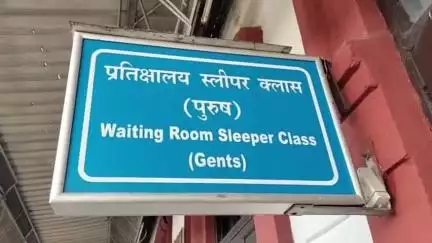 प्रतिक्षालय स्लीपर क्लास
(पुरुष)
Waiting Room Sleeper Class
(Gents)